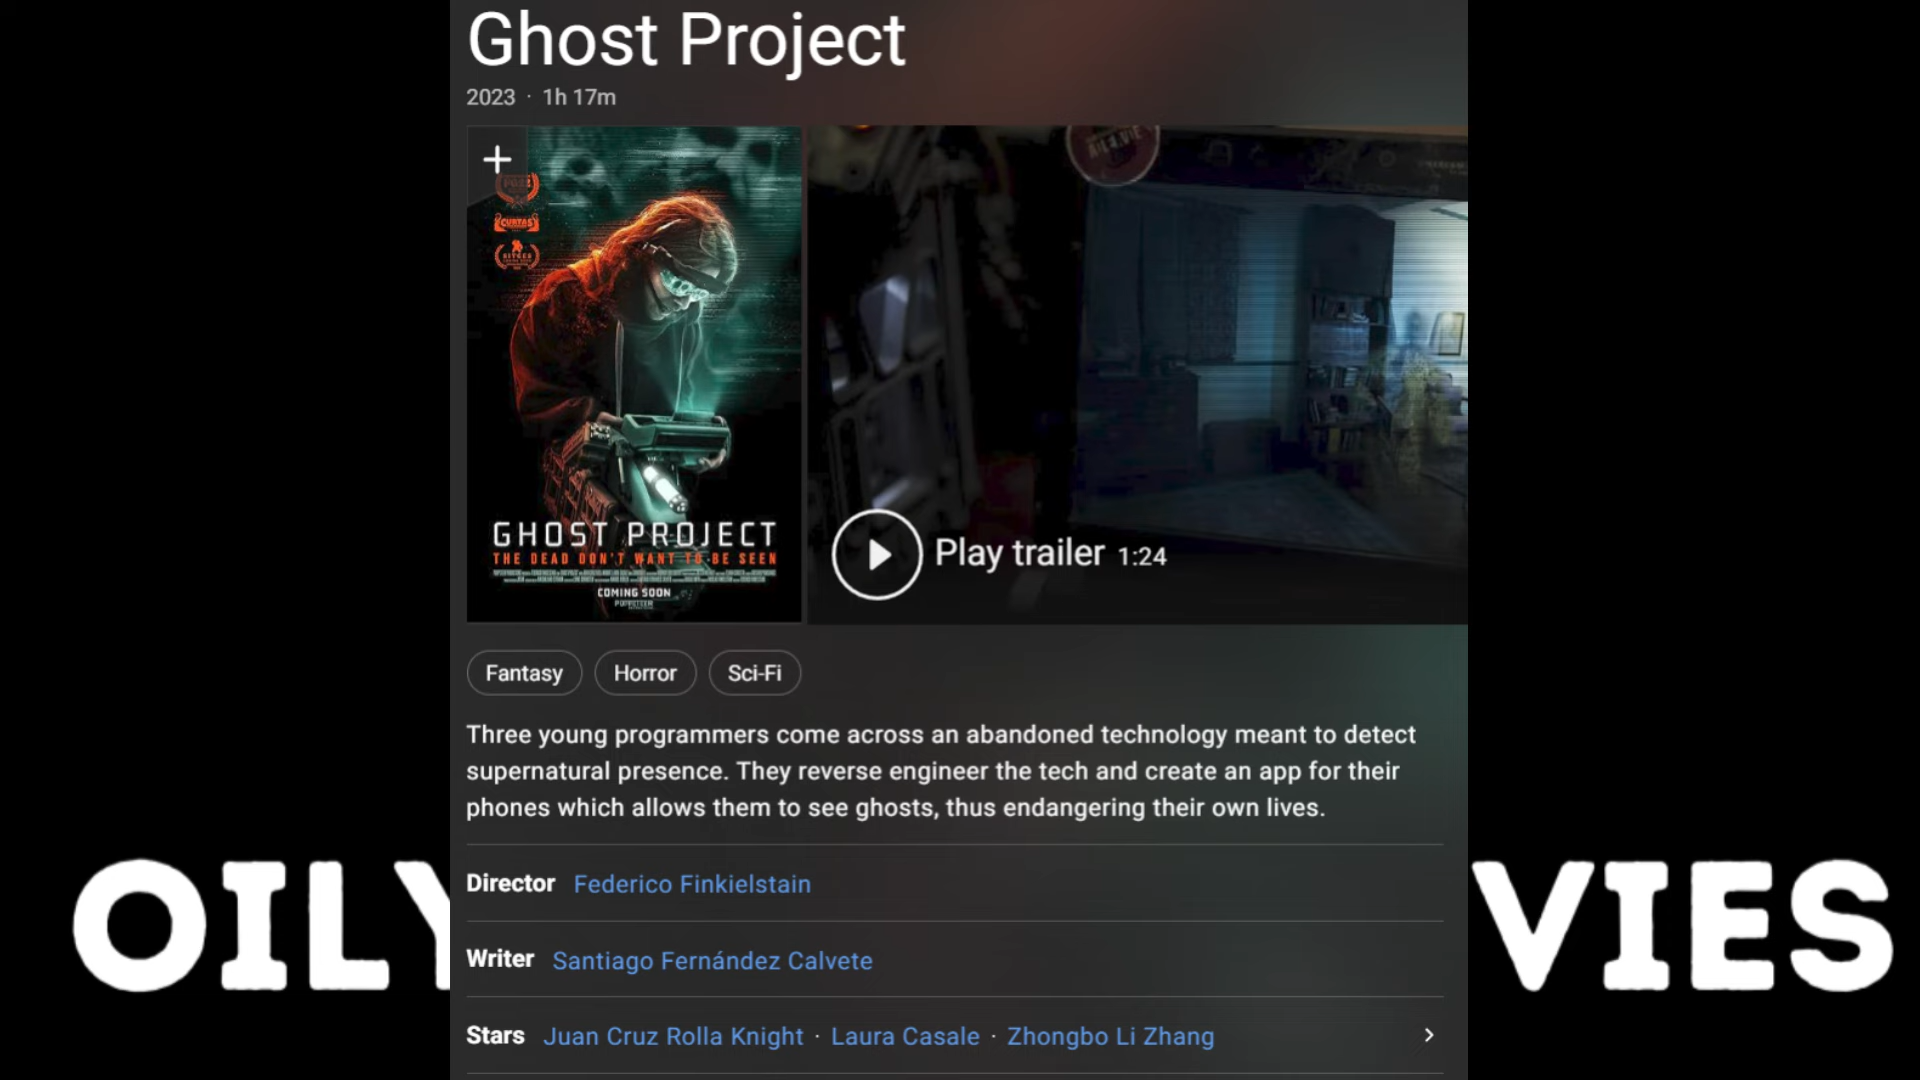 Ghost Project
2023 · 1h 17m
CURTAS
SITGES
GHOST PROJECT
THE DEAD DON'T WANT TO BE SEEN
COMING SOON
Play trailer 1:24
Fantasy Horror Sci-Fi
Three young programmers come across an abandoned technology meant to detect
supernatural presence. They reverse engineer the tech and create an app for their
phones which allows them to see ghosts, thus endangering their own lives.
Director Federico Finkielstain
Writer Santiago Fernández Calvete
Stars Juan Cruz Rolla Knight · Laura Casale · Zhongbo Li Zhang
OILY
VIES